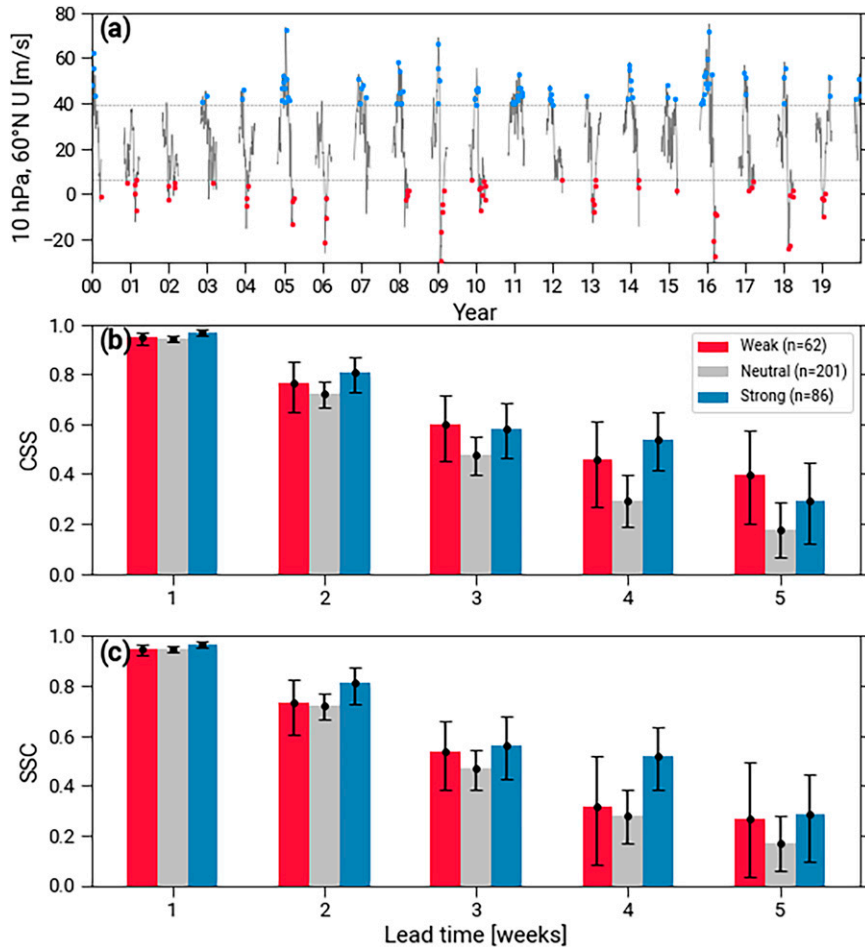 (a)
10 hPa, 60°N U [m/s]
80
60
40
20
0
−20
00 01 02 03 04 05 06 07 08 09 10 11 12 13 14 15 16 17 18 19
Year
(b)
CSS
1.0
0.8
0.6
0.4
0.2
0.0
Weak (n=62)
Neutral (n=201)
Strong (n=86)
1 2 3 4 5
(c)
SSC
1.0
0.8
0.6
0.4
0.2
0.0
1 2 3 4 5
Lead time [weeks]